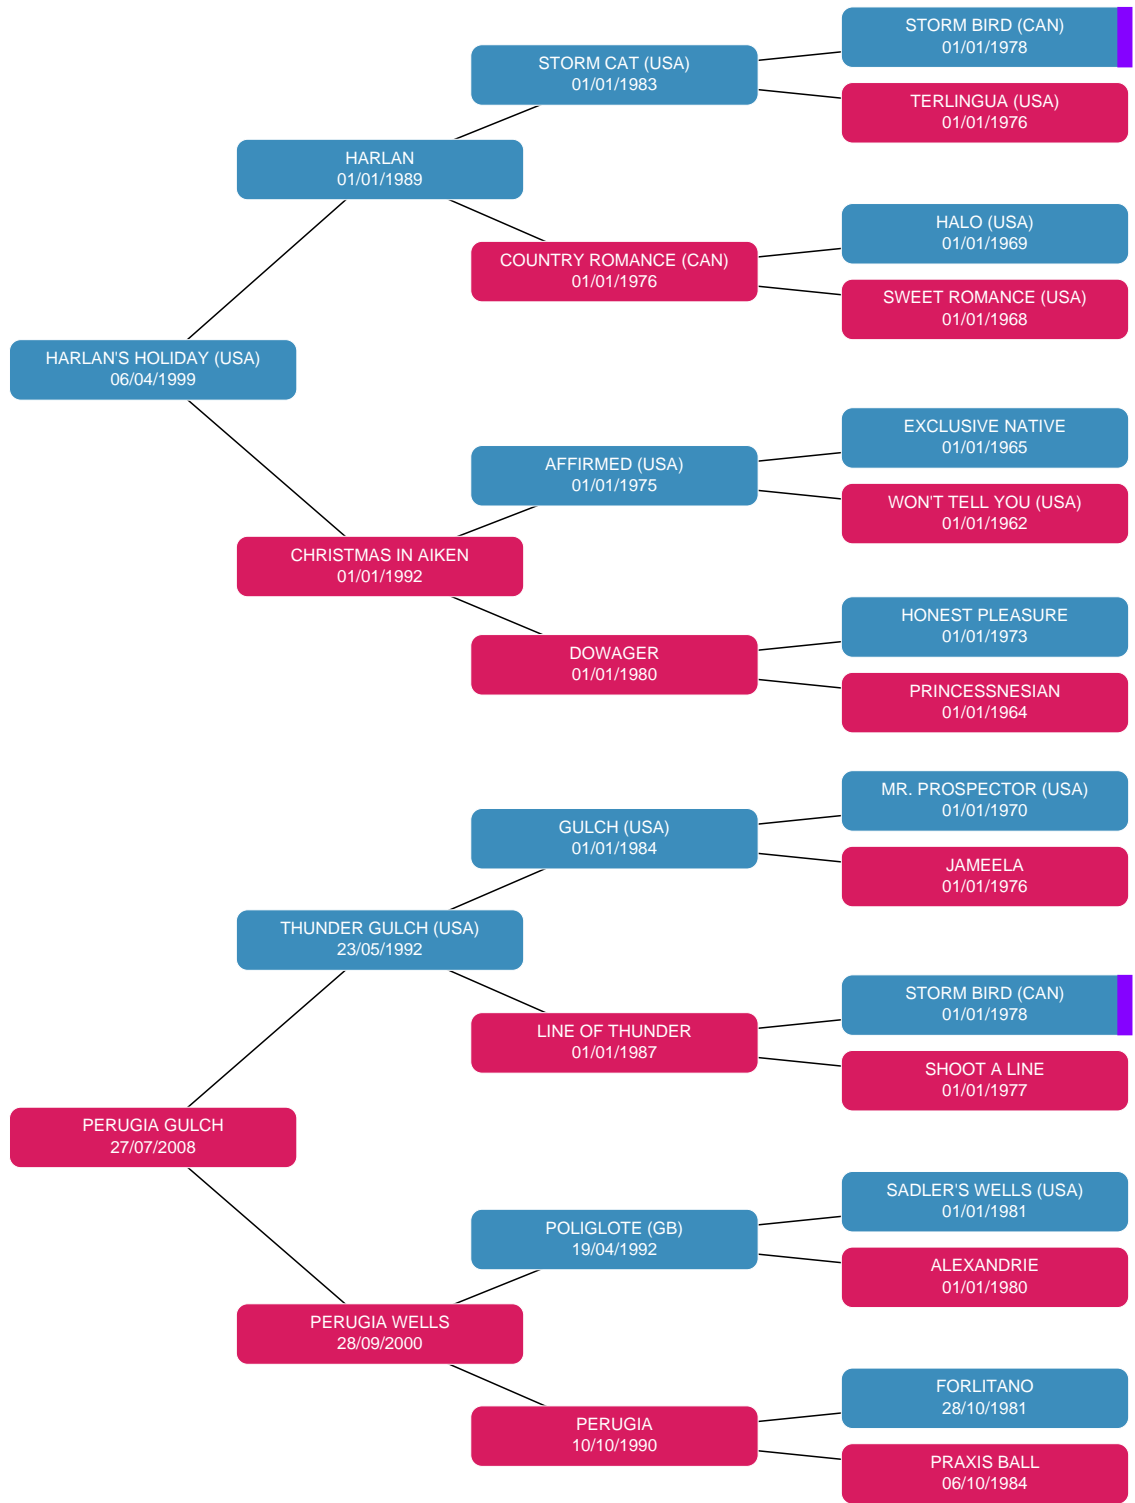 STORM BIRD (CAN)
01/01/1978
STORM CAT (USA)
01/01/1983
TERLINGUA (USA)
01/01/1976
HARLAN
01/01/1989
HALO (USA)
01/01/1969
COUNTRY ROMANCE (CAN)
01/01/1976
SWEET ROMANCE (USA)
01/01/1968
HARLAN'S HOLIDAY (USA)
06/04/1999
EXCLUSIVE NATIVE
01/01/1965
AFFIRMED (USA)
01/01/1975
WON'T TELL YOU (USA)
01/01/1962
CHRISTMAS IN AIKEN
01/01/1992
HONEST PLEASURE
01/01/1973
DOWAGER
01/01/1980
PRINCESSNESIAN
01/01/1964
MR. PROSPECTOR (USA)
01/01/1970
GULCH (USA)
01/01/1984
JAMEELA
01/01/1976
THUNDER GULCH (USA)
23/05/1992
STORM BIRD (CAN)
01/01/1978
LINE OF THUNDER
01/01/1987
SHOOT A LINE
01/01/1977
PERUGIA GULCH
27/07/2008
SADLER'S WELLS (USA)
01/01/1981
POLIGLOTE (GB)
19/04/1992
ALEXANDRIE
01/01/1980
PERUGIA WELLS
28/09/2000
FORLITANO
28/10/1981
PERUGIA
10/10/1990
PRAXIS BALL
06/10/1984